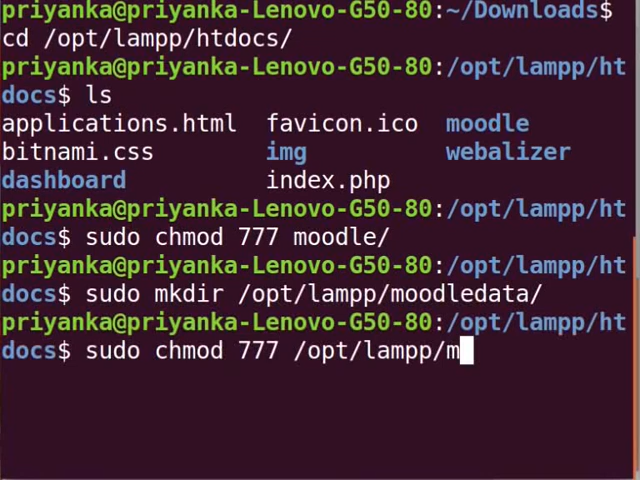 priyanka@priyanka-Lenovo-G50-80:~/Downloads$
cd /opt/lampp/htdocs/
priyanka@priyanka-Lenovo-G50-80:/opt/lampp/ht
docs$ ls
applications.html  favicon.ico  moodle
bitnami.css        img          webalizer
dashboard          index.php
priyanka@priyanka-Lenovo-G50-80:/opt/lampp/ht
docs$ sudo chmod 777 moodle/
priyanka@priyanka-Lenovo-G50-80:/opt/lampp/ht
docs$ sudo mkdir /opt/lampp/moodledata/
priyanka@priyanka-Lenovo-G50-80:/opt/lampp/ht
docs$ sudo chmod 777 /opt/lampp/m